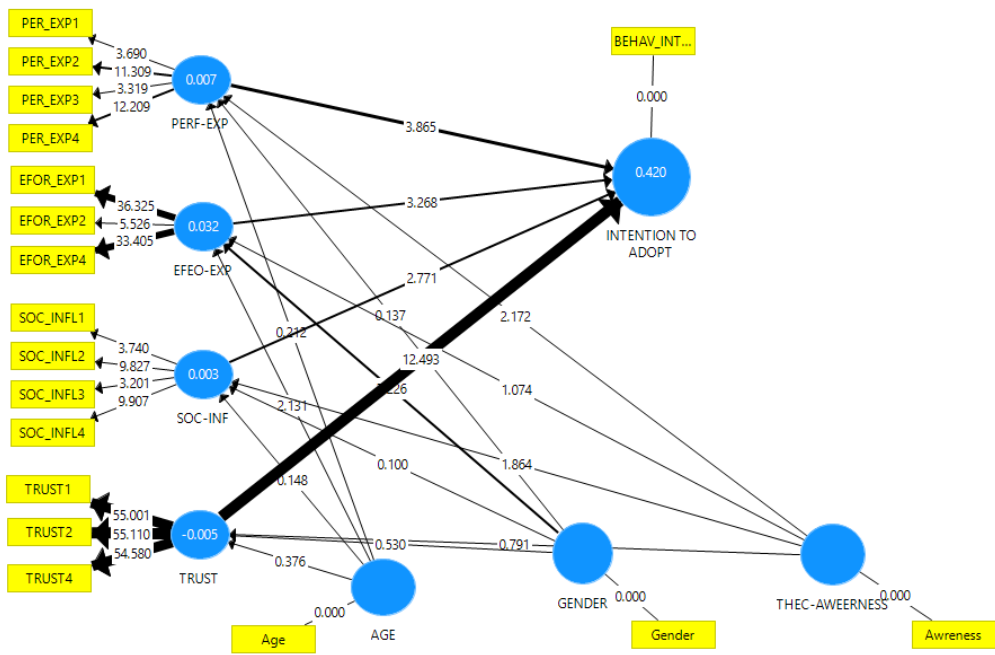 PER_EXP1
PER_EXP2
PER_EXP3
PER_EXP4
3.690
11.309
3.319
12.209
0.007
PERF-EXP
BEHAV_INT...
0.000
3.865
0.420
INTENTION TO
ADOPT
EFOR_EXP1
EFOR_EXP2
EFOR_EXP4
36.325
5.526
33.405
0.032
EFEO-EXP
3.268
2.771
SOC_INFL1
SOC_INFL2
SOC_INFL3
SOC_INFL4
3.740
9.827
3.201
9.907
0.003
SOC-INF
0.212
0.137
2.172
12.493
1.074
2.131
0.100
1.864
0.148
TRUST1
TRUST2
TRUST4
55.001
55.110
54.580
-0.005
TRUST
0.376
0.530
0.791
0.000
Age
AGE
GENDER
0.000
Gender
THEC-AWEERNESS
0.000
Awreness